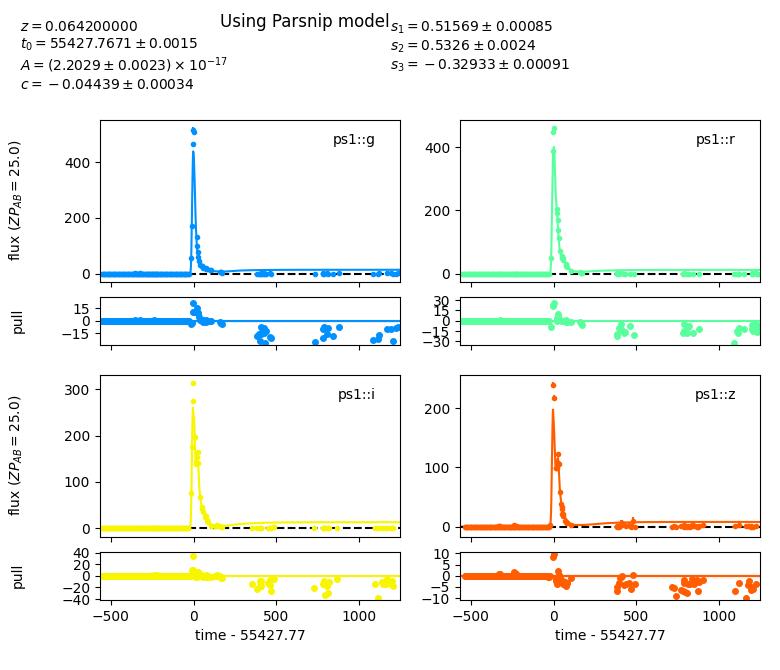 Using Parsnip model
z = 0.064200000
t₀ = 55427.7671 ± 0.0015
A = (2.2029 ± 0.0023) × 10⁻¹⁷
c = −0.04439 ± 0.00034
s₁ = 0.51569 ± 0.00085
s₂ = 0.5326 ± 0.0024
s₃ = −0.32933 ± 0.00091
flux (ZP_AB = 25.0)
400
200
0
ps1::g
400
200
0
ps1::r
pull
15
0
−15
30
15
0
−15
−30
flux (ZP_AB = 25.0)
300
200
100
0
ps1::i
200
100
0
ps1::z
pull
40
20
0
−20
−40
10
5
0
−5
−10
−500 0 500 1000
−500 0 500 1000
time - 55427.77
time - 55427.77